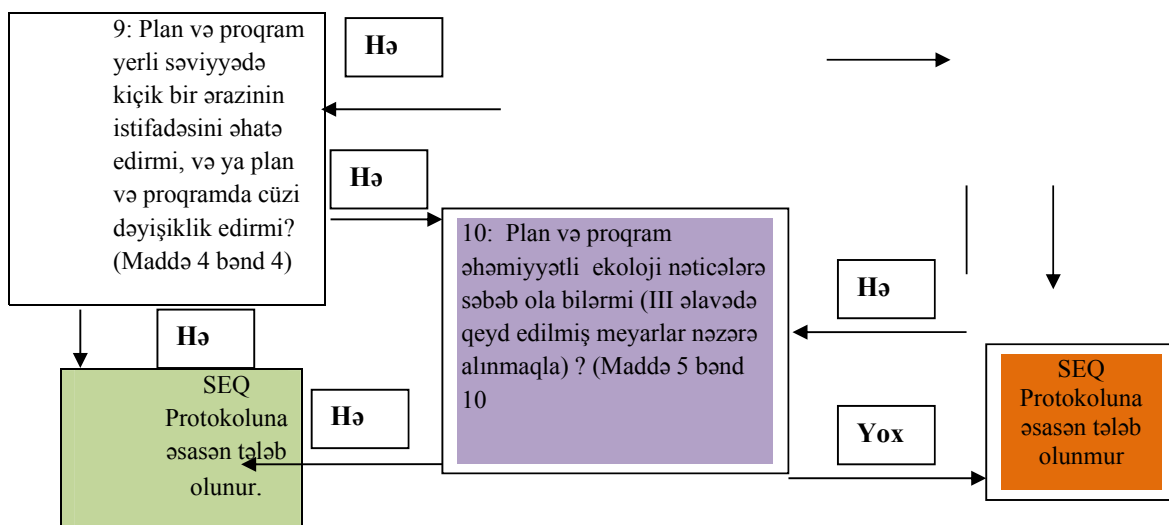 9: Plan və proqram
yerli səviyyədə
kiçik bir ərazinin
istifadəsini əhatə
edirmi, və ya plan
və proqramda cüzi
dəyişiklik edirmi?
(Maddə 4 bənd 4)
Hə
Hə
10: Plan və proqram
əhəmiyyətli ekoloji nəticələrə
səbəb ola bilərmi (III əlavədə
qeyd edilmiş meyarlar nəzərə
alınmaqla) ? (Maddə 5 bənd
10
Hə
Hə
SEQ
Protokoluna
əsasən tələb
olunur.
Hə
Yox
SEQ
Protokoluna
əsasən tələb
olunmur